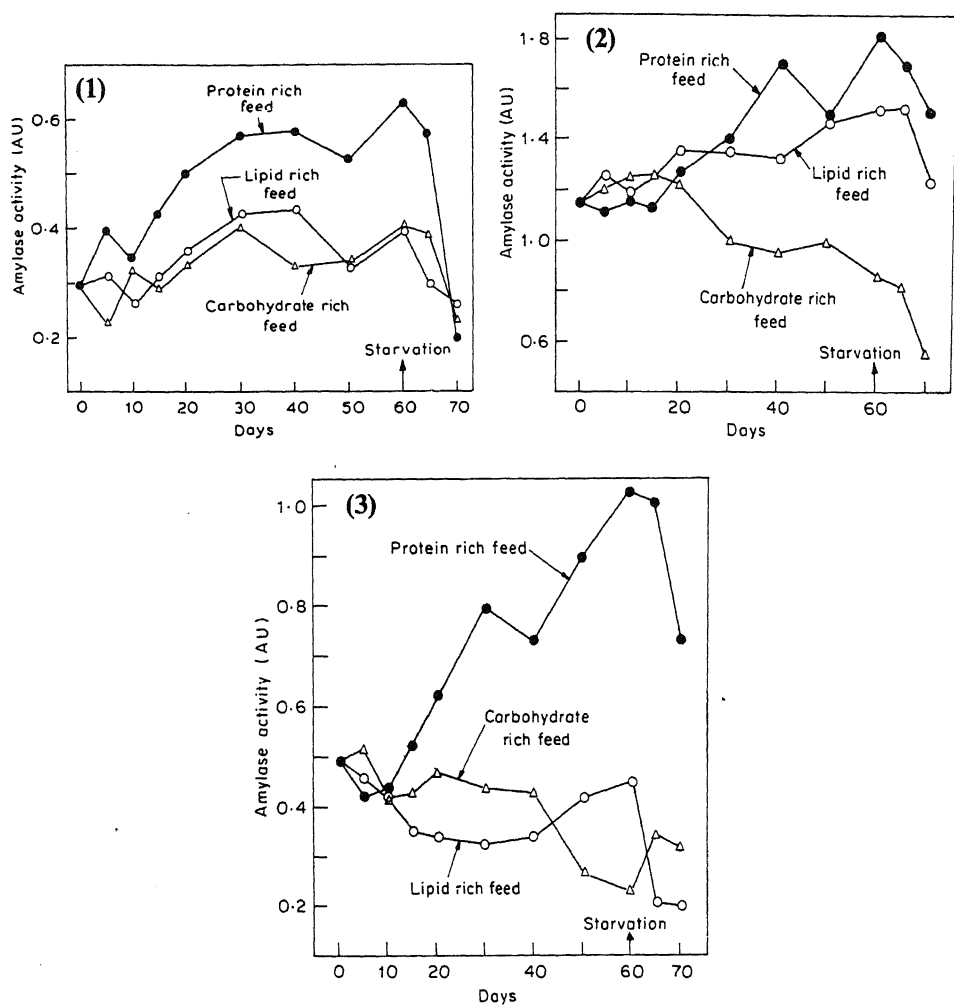 (1)
Amylase activity (AU)
0·6
0·4
0·2
Protein rich
feed
Lipid rich
feed
Carbohydrate rich
feed
Starvation
0 10 20 30 40 50 60 70
Days
(2)
Amylase activity (AU)
1·8
1·4
1·0
0·6
Protein rich
feed
Lipid rich
feed
Carbohydrate rich
feed
Starvation
0 20 40 60
Days
(3)
Amylase activity (AU)
1·0
0·8
0·6
0·4
0·2
Protein rich feed
Carbohydrate
rich feed
Lipid rich feed
Starvation
0 10 20 30 40 50 60 70
Days